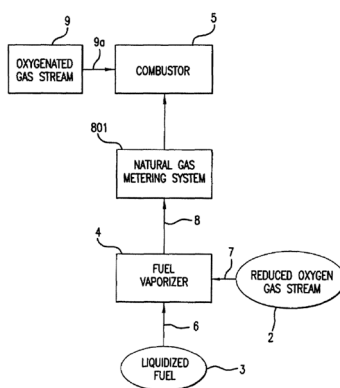 9
5
OXYGENATED
GAS STREAM
9a
COMBUSTOR
801
NATURAL GAS
METERING SYSTEM
8
4
7
FUEL
VAPORIZER
REDUCED OXYGEN
GAS STREAM
2
6
LIQUIDIZED
FUEL
3